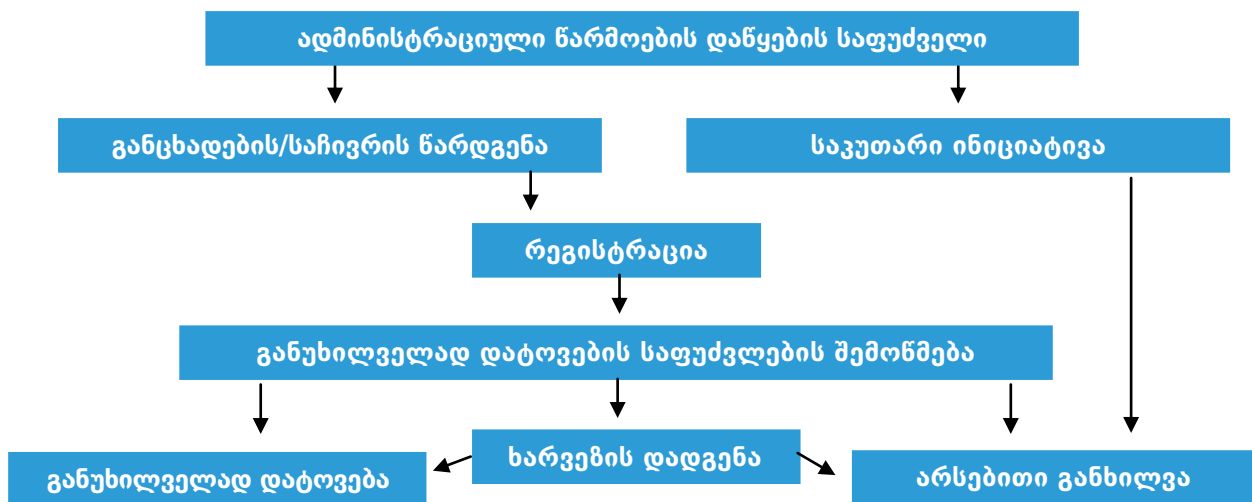 ადმინისტრაციული წარმოების დაწყების საფუძველი
განცხადების/საჩივრის წარდგენა
საკუთარი ინიციატივა
რეგისტრაცია
განუხილველად დატოვების საფუძვლების შემოწმება
განუხილველად დატოვება
ხარვეზის დადგენა
არსებითი განხილვა